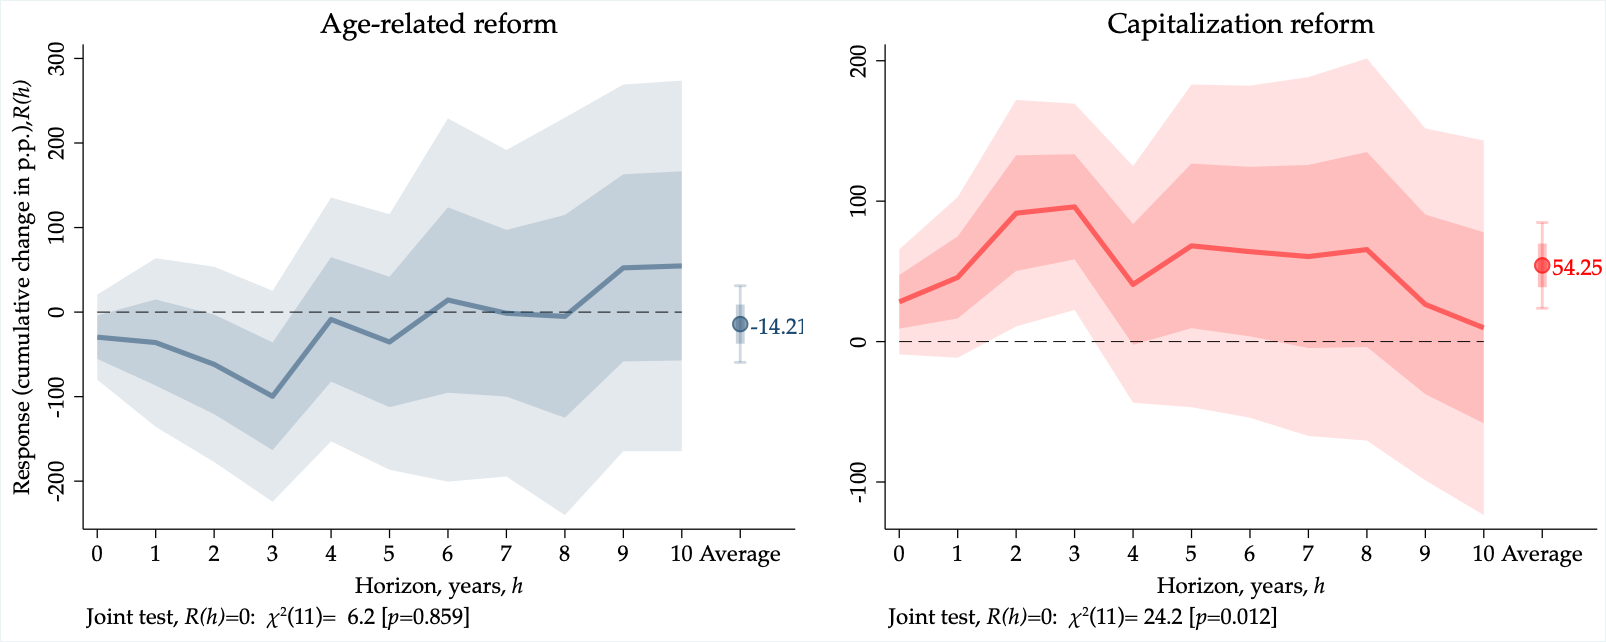 Age-related reform
Response (cumulative change in p.p.),R(h)
300
200
100
0
-100
-200
-14.21
0 1 2 3 4 5 6 7 8 9 10 Average
Horizon, years, h
Joint test, R(h)=0: χ²(11)= 6.2 [p=0.859]
Capitalization reform
200
100
0
-100
54.25
0 1 2 3 4 5 6 7 8 9 10 Average
Horizon, years, h
Joint test, R(h)=0: χ²(11)= 24.2 [p=0.012]